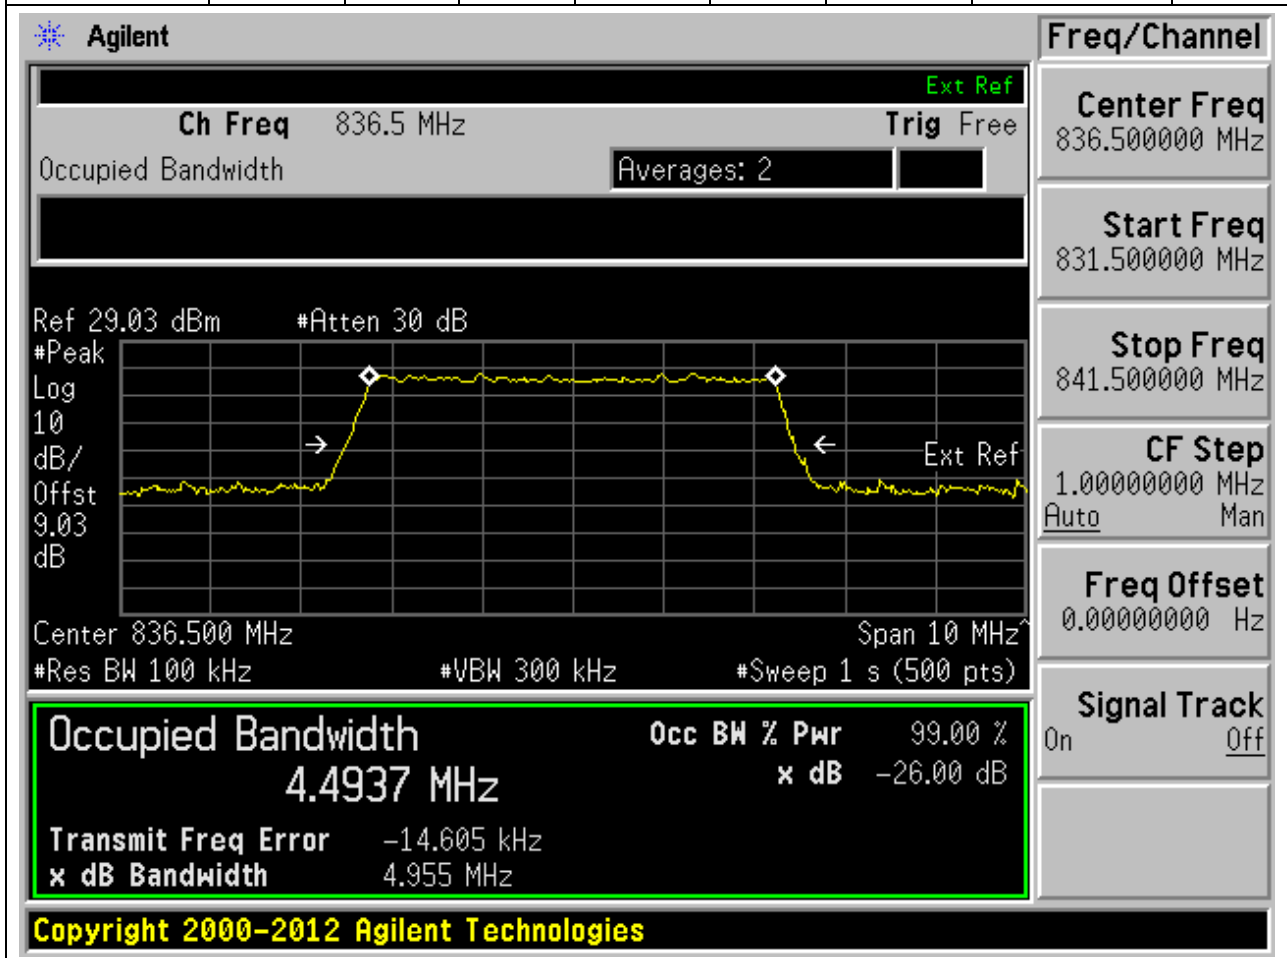 Agilent
Freq/Channel
Ext Ref
Ch Freq 836.5 MHz Trig Free
Occupied Bandwidth Averages: 2
Center Freq
836.500000 MHz
Start Freq
831.500000 MHz
Stop Freq
841.500000 MHz
CF Step
1.00000000 MHz
Auto Man
Freq Offset
0.00000000 Hz
Signal Track
On Off
Ref 29.03 dBm #Atten 30 dB
#Peak
Log
10
dB/
Offst
9.03
dB
Ext Ref
Center 836.500 MHz Span 10 MHz^
#Res BW 100 kHz #VBW 300 kHz #Sweep 1 s (500 pts)
Occupied Bandwidth Occ BW % Pwr 99.00 %
4.4937 MHz x dB -26.00 dB
Transmit Freq Error -14.605 kHz
x dB Bandwidth 4.955 MHz
Copyright 2000-2012 Agilent Technologies